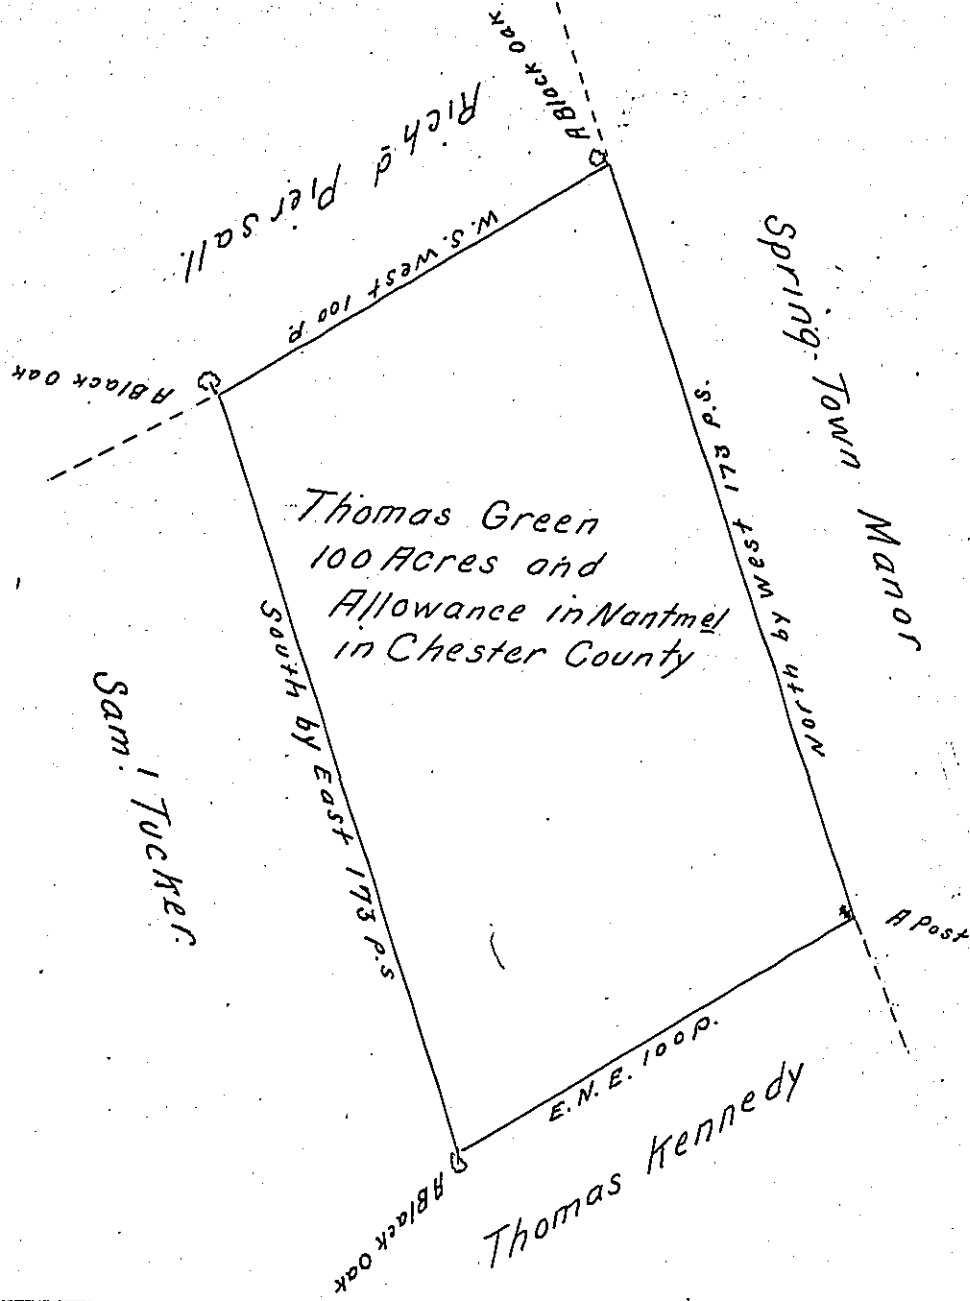 A Black Oak
Rich d Piersall.
W. S. West 100 P.
A Black Oak
Spring Town Manor
North by West 173 P.S.
Thomas Green
100 Acres and
Allowance in Nantmel
in Chester County
South by East 173 P.S
Sam. l Tucker.
A Post
E. N. E. 100 P.
Thomas Kennedy
A Black Oak